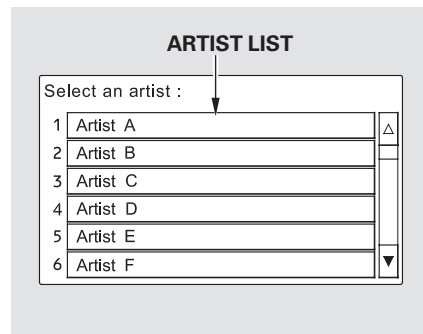 ARTIST LIST
Select an artist :
1 Artist A
2 Artist B
3 Artist C
4 Artist D
5 Artist E
6 Artist F